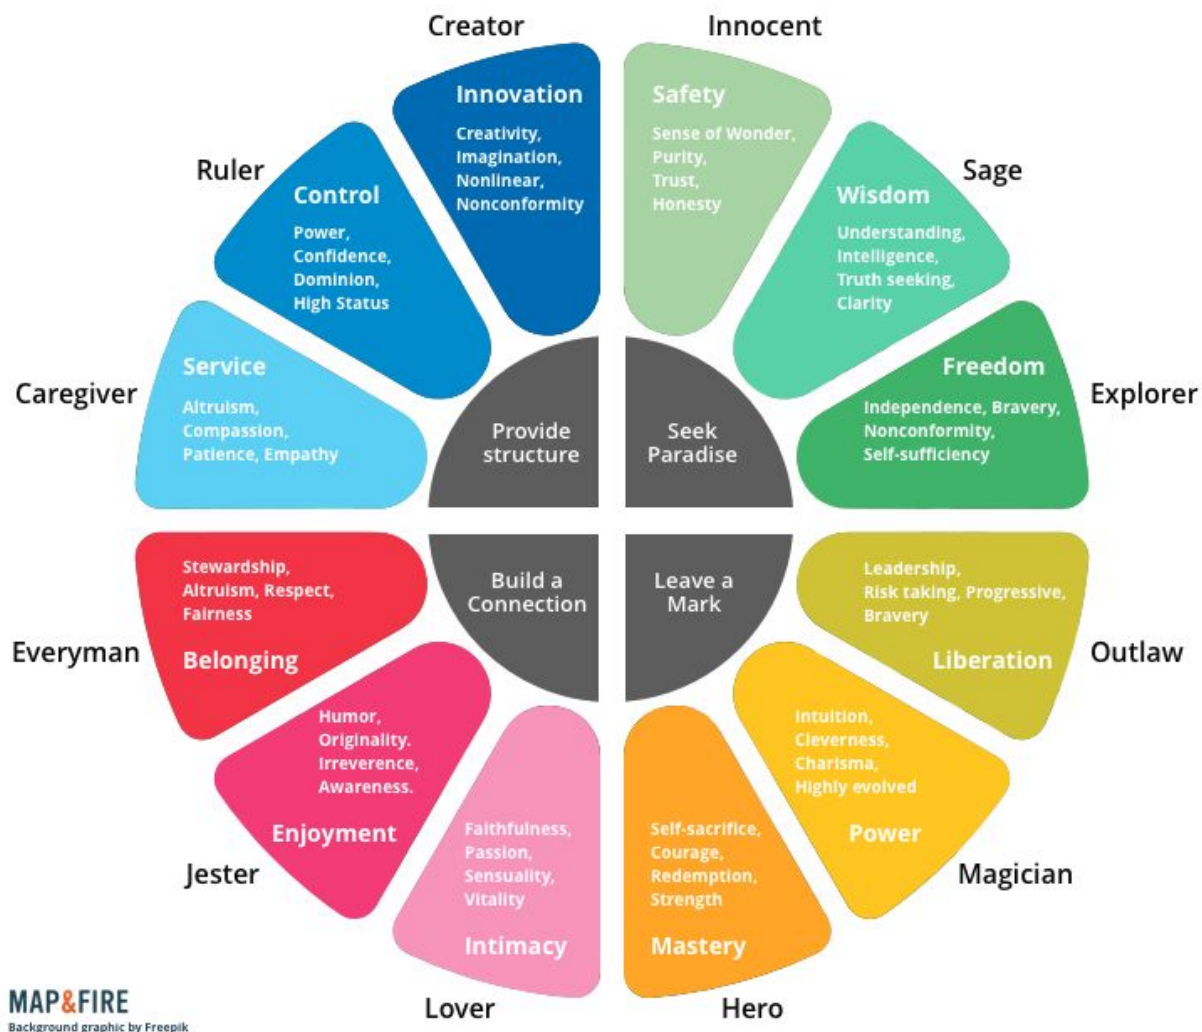 Creator
Innovation
Creativity,
Imagination,
Nonlinear,
Nonconformity
Innocent
Safety
Sense of Wonder,
Purity,
Trust,
Honesty
Sage
Wisdom
Understanding,
Intelligence,
Truth seeking,
Clarity
Explorer
Freedom
Independence, Bravery,
Nonconformity,
Self-sufficiency
Outlaw
Leadership,
Risk taking, Progressive,
Bravery
Liberation
Magician
Intuition,
Cleverness,
Charisma,
Highly evolved
Power
Hero
Self-sacrifice,
Courage,
Redemption,
Strength
Mastery
Lover
Faithfulness,
Passion,
Sensuality,
Vitality
Intimacy
Jester
Humor,
Originality.
Irreverence,
Awareness.
Enjoyment
Everyman
Stewardship,
Altruism, Respect,
Fairness
Belonging
Caregiver
Service
Altruism,
Compassion,
Patience, Empathy
Ruler
Control
Power,
Confidence,
Dominion,
High Status
Provide
structure
Seek
Paradise
Build a
Connection
Leave a
Mark
MAP&FIRE
Background graphic by Freepik